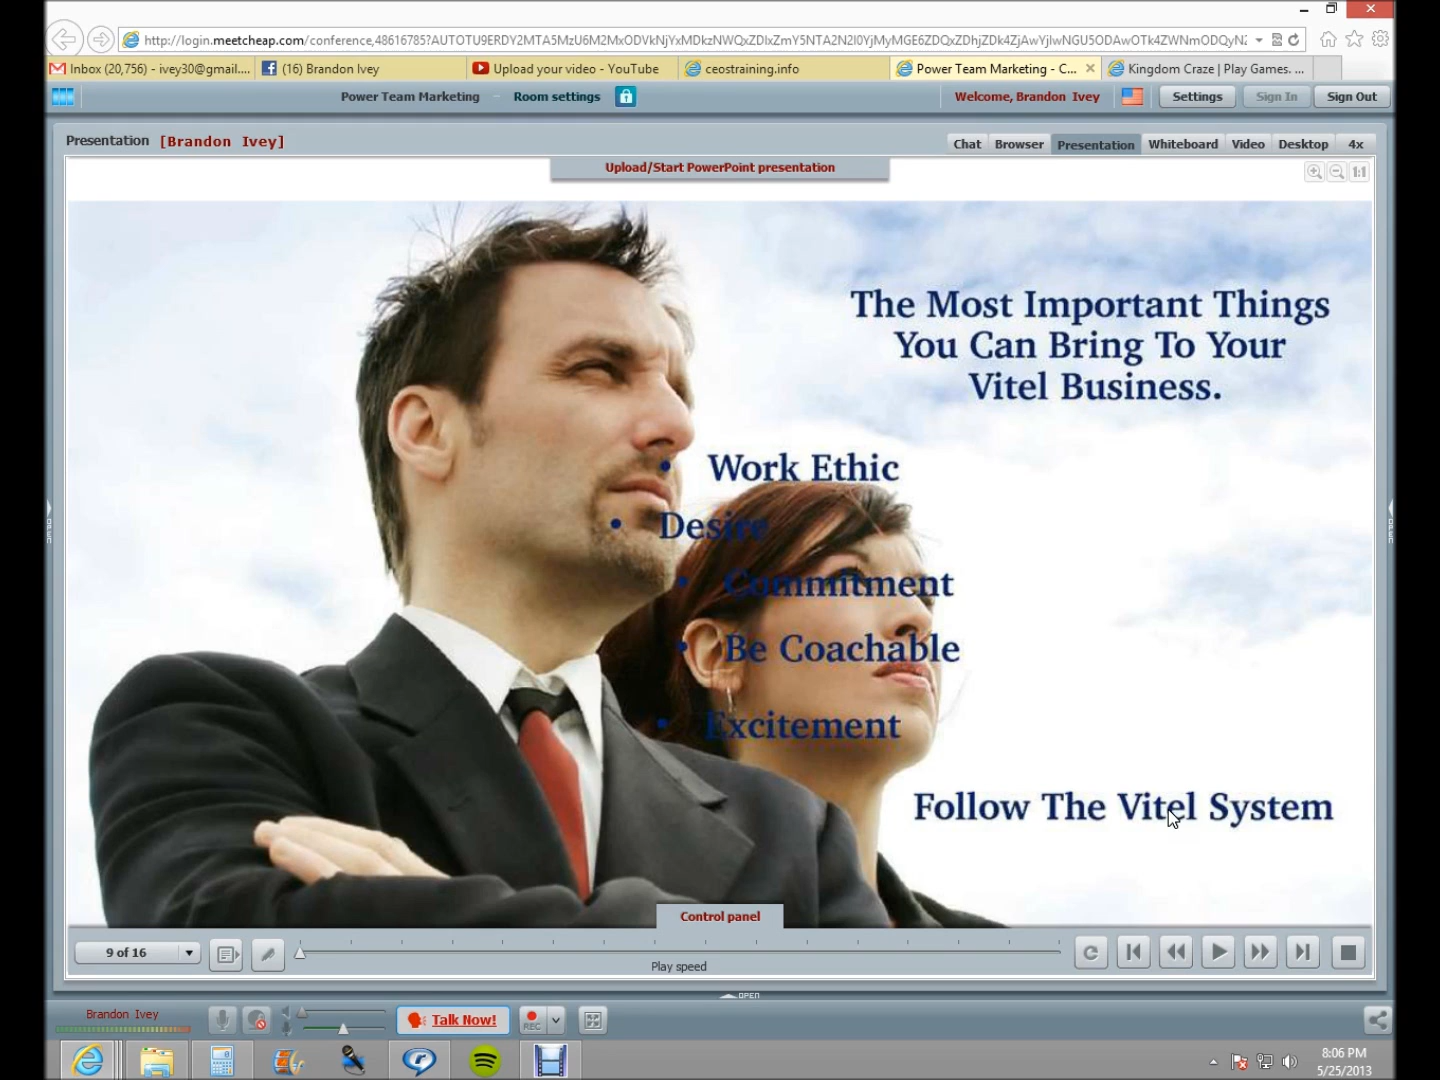 http://login.meetcheap.com/conference,48616785?AUTOTU9ERDY2MTA5MzU6M2MxODVkNjYxMDkzNWQxZDIxZmY5NTA2N2I0YjMyMGE6ZDQxZDhjZDk4ZjAwYjIwNGU5ODAwOTk4ZWNmODQyN2
Inbox (20,756) - ivey30@gmail....
(16) Brandon Ivey
Upload your video - YouTube
ceostraining.info
Power Team Marketing - C...
Kingdom Craze | Play Games. ...
Power Team Marketing
Room settings
Welcome, Brandon Ivey
Settings
Sign In
Sign Out
Presentation [Brandon Ivey]
Chat
Browser
Presentation
Whiteboard
Video
Desktop
4x
Upload/Start PowerPoint presentation
1:1
The Most Important Things
You Can Bring To Your
Vitel Business.
• Work Ethic
• Desire
• Commitment
• Be Coachable
• Excitement
Follow The Vitel System
OPEN
OPEN
Control panel
9 of 16
Play speed
OPEN
Brandon Ivey
Talk Now!
REC
8:06 PM
5/25/2013